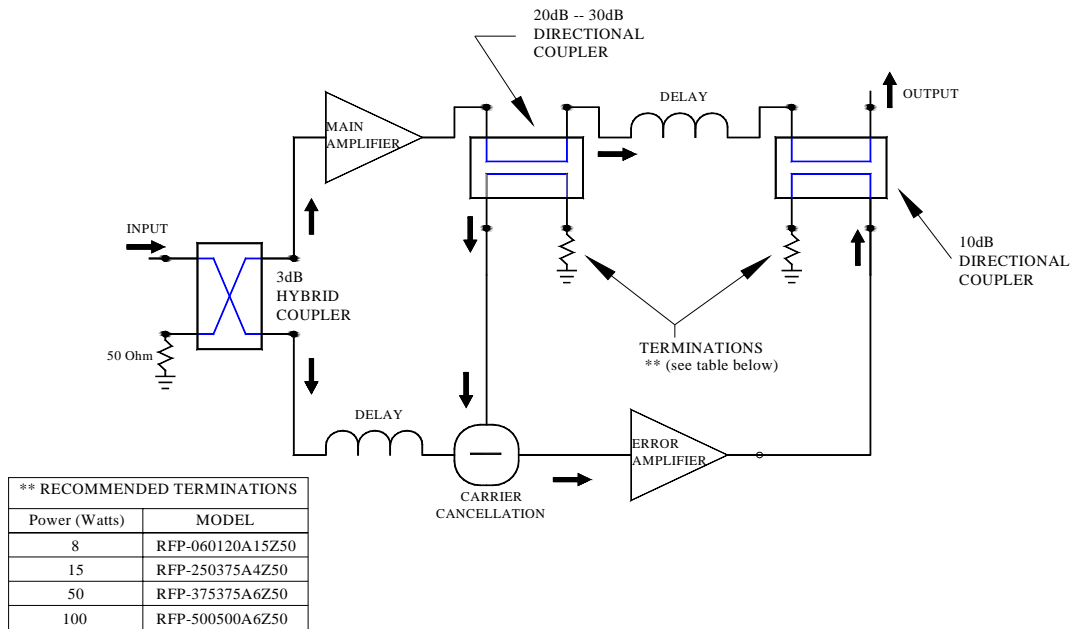 20dB -- 30dB
DIRECTIONAL
COUPLER
DELAY
OUTPUT
MAIN
AMPLIFIER
INPUT
3dB
HYBRID
COUPLER
10dB
DIRECTIONAL
COUPLER
50 Ohm
TERMINATIONS
** (see table below)
DELAY
ERROR
AMPLIFIER
CARRIER
CANCELLATION
** RECOMMENDED TERMINATIONS
Power (Watts) MODEL
8 RFP-060120A15Z50
15 RFP-250375A4Z50
50 RFP-375375A6Z50
100 RFP-500500A6Z50